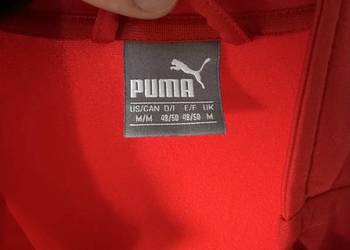 PUMA
US/CAN D/I E/F UK
M/M 48/50 48/50 M